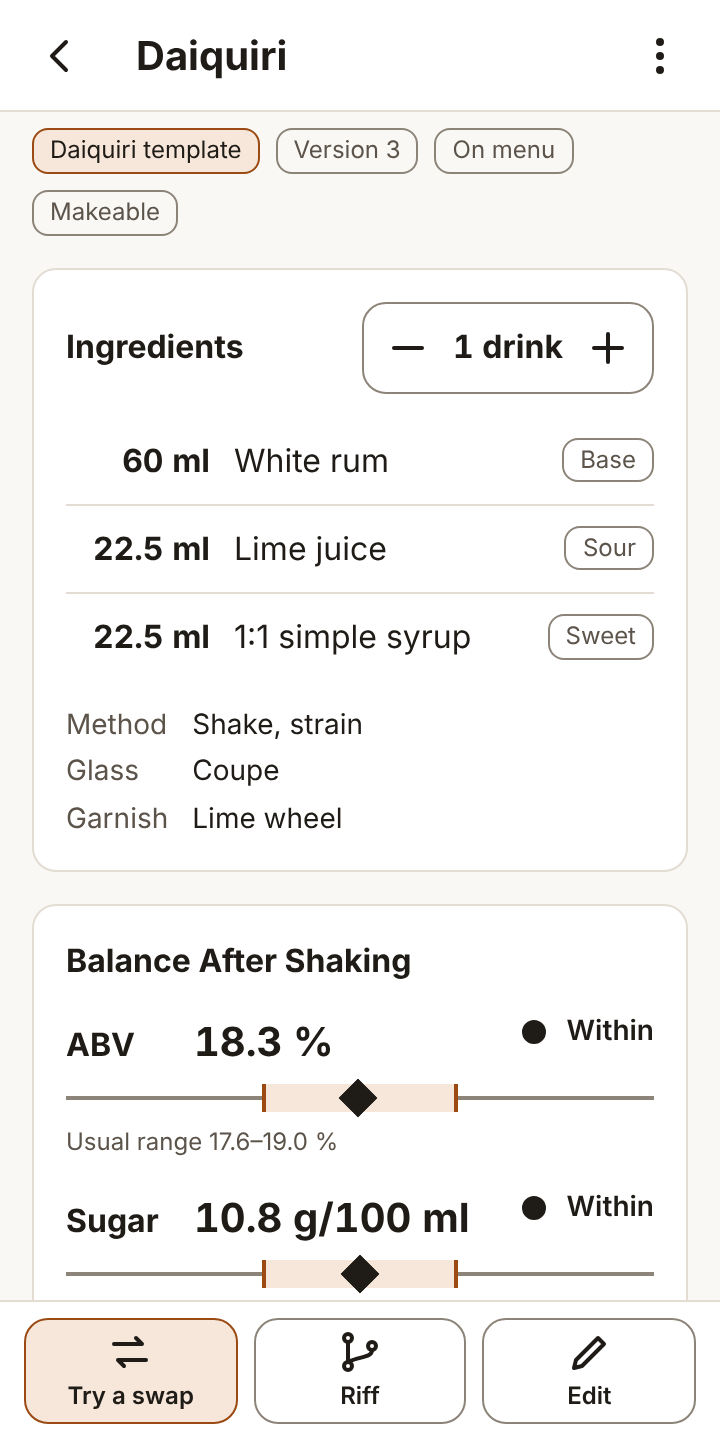 Daiquiri
Daiquiri template
Version 3
On menu
Makeable
Ingredients
1 drink
60 ml White rum Base
22.5 ml Lime juice Sour
22.5 ml 1:1 simple syrup Sweet
Method Shake, strain
Glass Coupe
Garnish Lime wheel
Balance After Shaking
ABV 18.3 % Within
Usual range 17.6–19.0 %
Sugar 10.8 g/100 ml Within
Try a swap
Riff
Edit